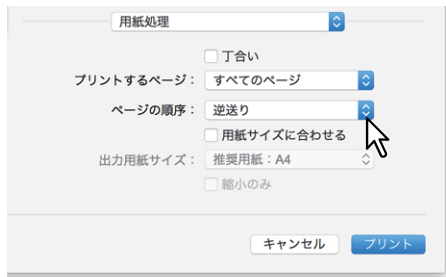 用紙処理
丁合い
プリントするページ： すべてのページ
ページの順序： 逆送り
用紙サイズに合わせる
出力用紙サイズ： 推奨用紙：A4
縮小のみ
キャンセル プリント